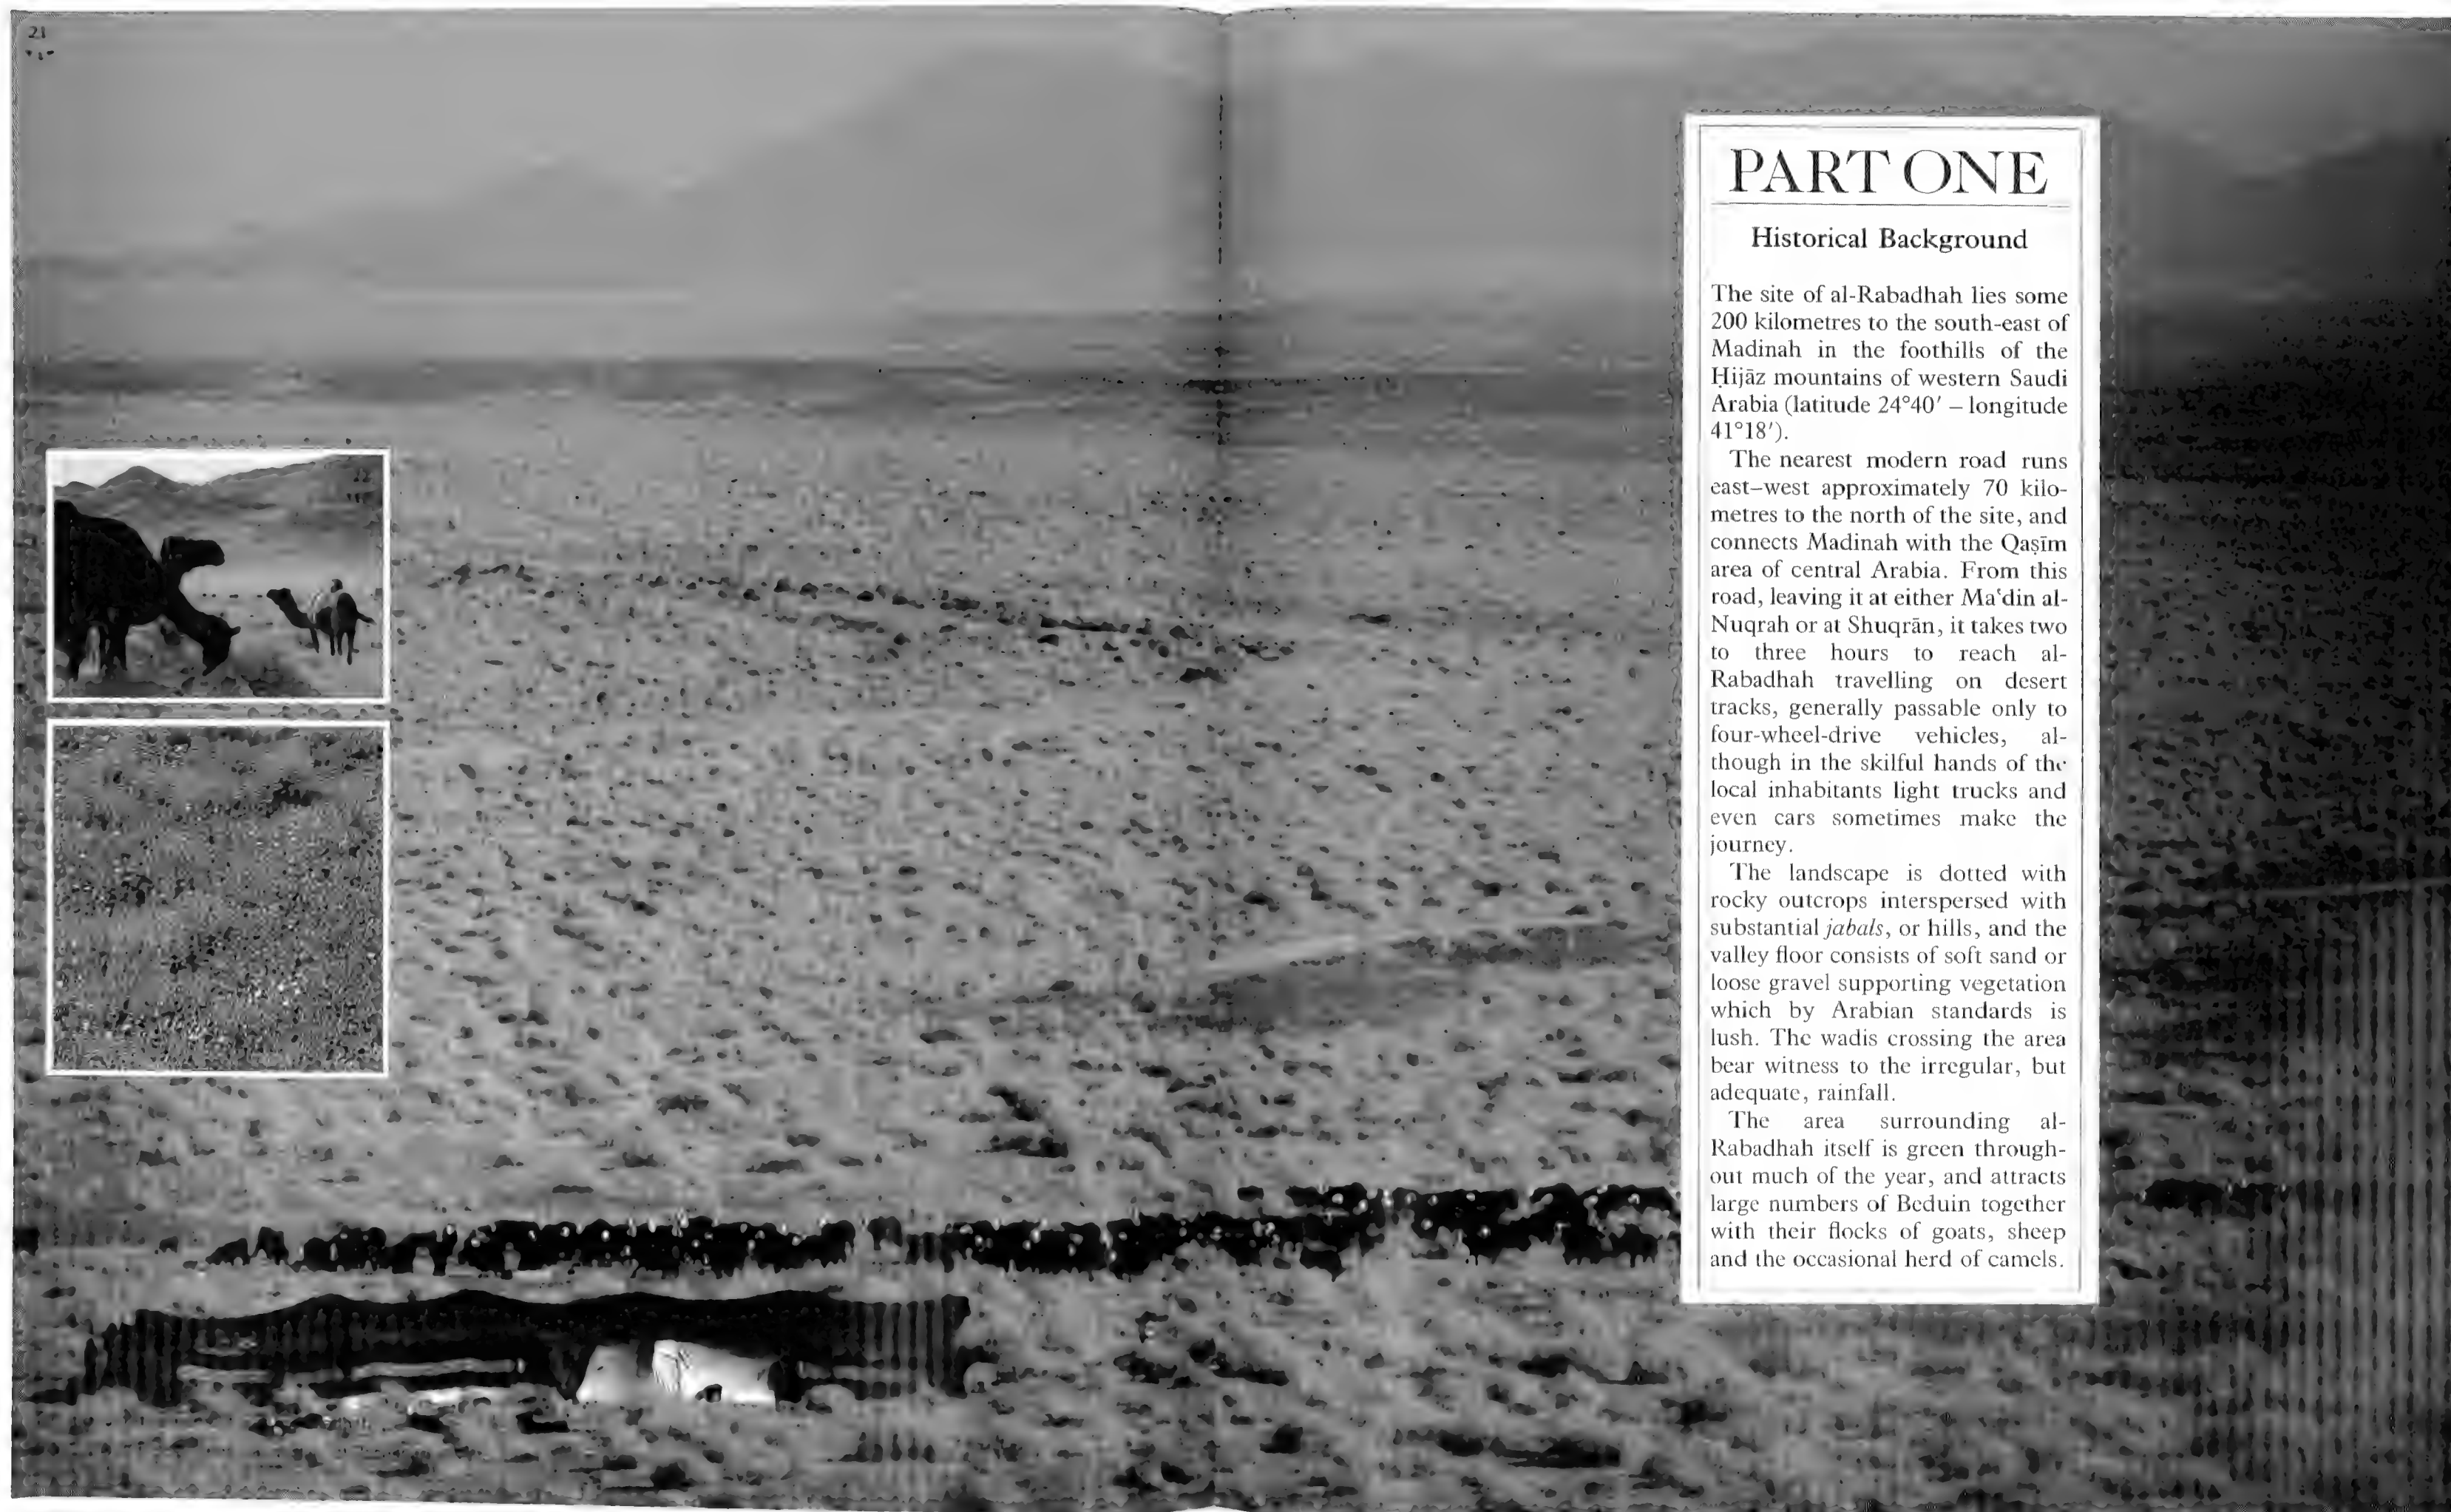 21
22
PART ONE
Historical Background
The site of al-Rabadhah lies some
200 kilometres to the south-east of
Madinah in the foothills of the
Ḥijāz mountains of western Saudi
Arabia (latitude 24°40′ – longitude
41°18′).
The nearest modern road runs
east–west approximately 70 kilo-
metres to the north of the site, and
connects Madinah with the Qaṣīm
area of central Arabia. From this
road, leaving it at either Maʿdin al-
Nuqrah or at Shuqrān, it takes two
to three hours to reach al-
Rabadhah travelling on desert
tracks, generally passable only to
four-wheel-drive vehicles, al-
though in the skilful hands of the
local inhabitants light trucks and
even cars sometimes make the
journey.
The landscape is dotted with
rocky outcrops interspersed with
substantial jabals, or hills, and the
valley floor consists of soft sand or
loose gravel supporting vegetation
which by Arabian standards is
lush. The wadis crossing the area
bear witness to the irregular, but
adequate, rainfall.
The area surrounding al-
Rabadhah itself is green through-
out much of the year, and attracts
large numbers of Beduin together
with their flocks of goats, sheep
and the occasional herd of camels.